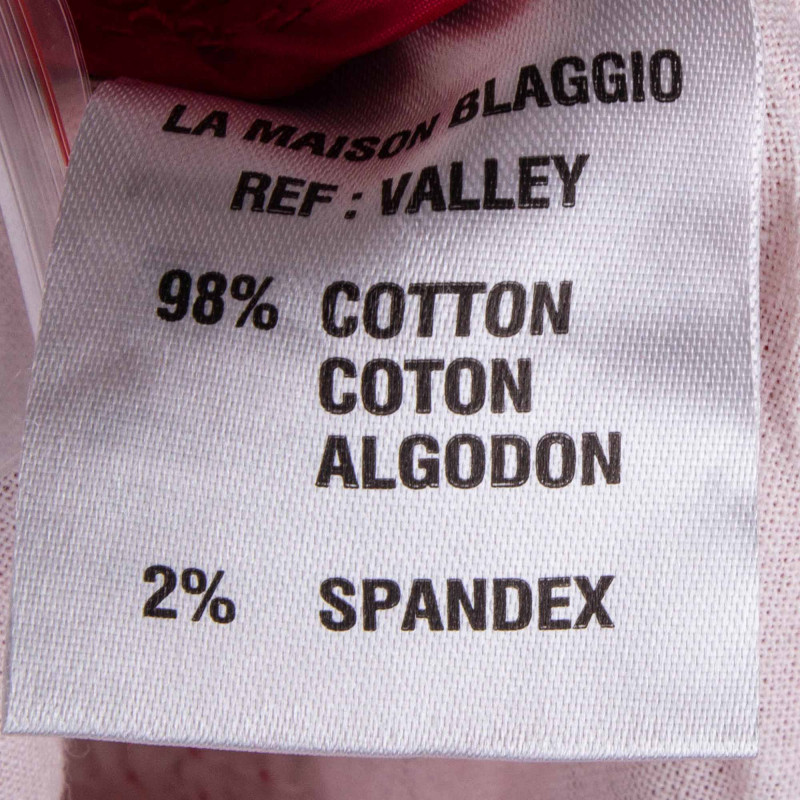 LA MAISON BLAGGIO
REF : VALLEY
98% COTTON
COTON
ALGODON
2% SPANDEX